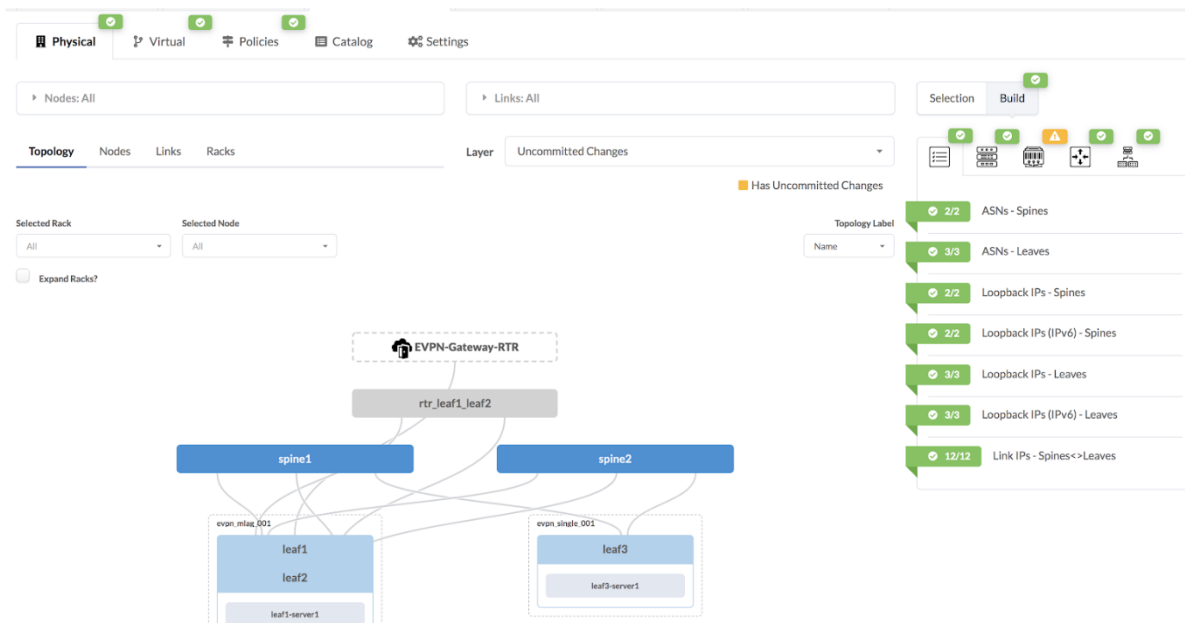 Physical Virtual Policies Catalog Settings
Nodes: All Links: All Selection Build
Topology Nodes Links Racks Layer Uncommitted Changes
Has Uncommitted Changes
Selected Rack Selected Node Topology Label
All All Name
Expand Racks?
2/2 ASNs - Spines
3/3 ASNs - Leaves
2/2 Loopback IPs - Spines
2/2 Loopback IPs (IPv6) - Spines
3/3 Loopback IPs - Leaves
3/3 Loopback IPs (IPv6) - Leaves
12/12 Link IPs - Spines<>Leaves
EVPN-Gateway-RTR
rtr_leaf1_leaf2
spine1 spine2
evpn_mlag_001 evpn_single_001
leaf1 leaf3
leaf2
leaf3-server1
leaf1-server1